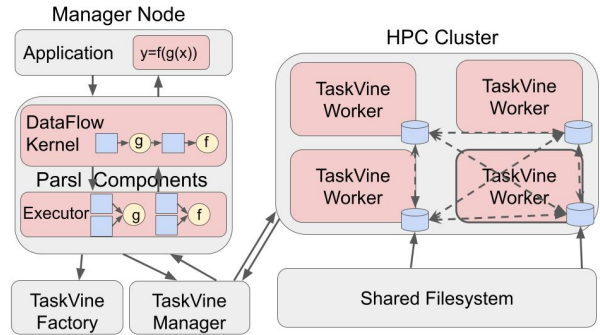 Manager Node
Application
y=f(g(x))
DataFlow
Kernel
g
f
Parsl Components
Executor
g
f
TaskVine
Factory
TaskVine
Manager
HPC Cluster
TaskVine
Worker
TaskVine
Worker
TaskVine
Worker
TaskVine
Worker
Shared Filesystem